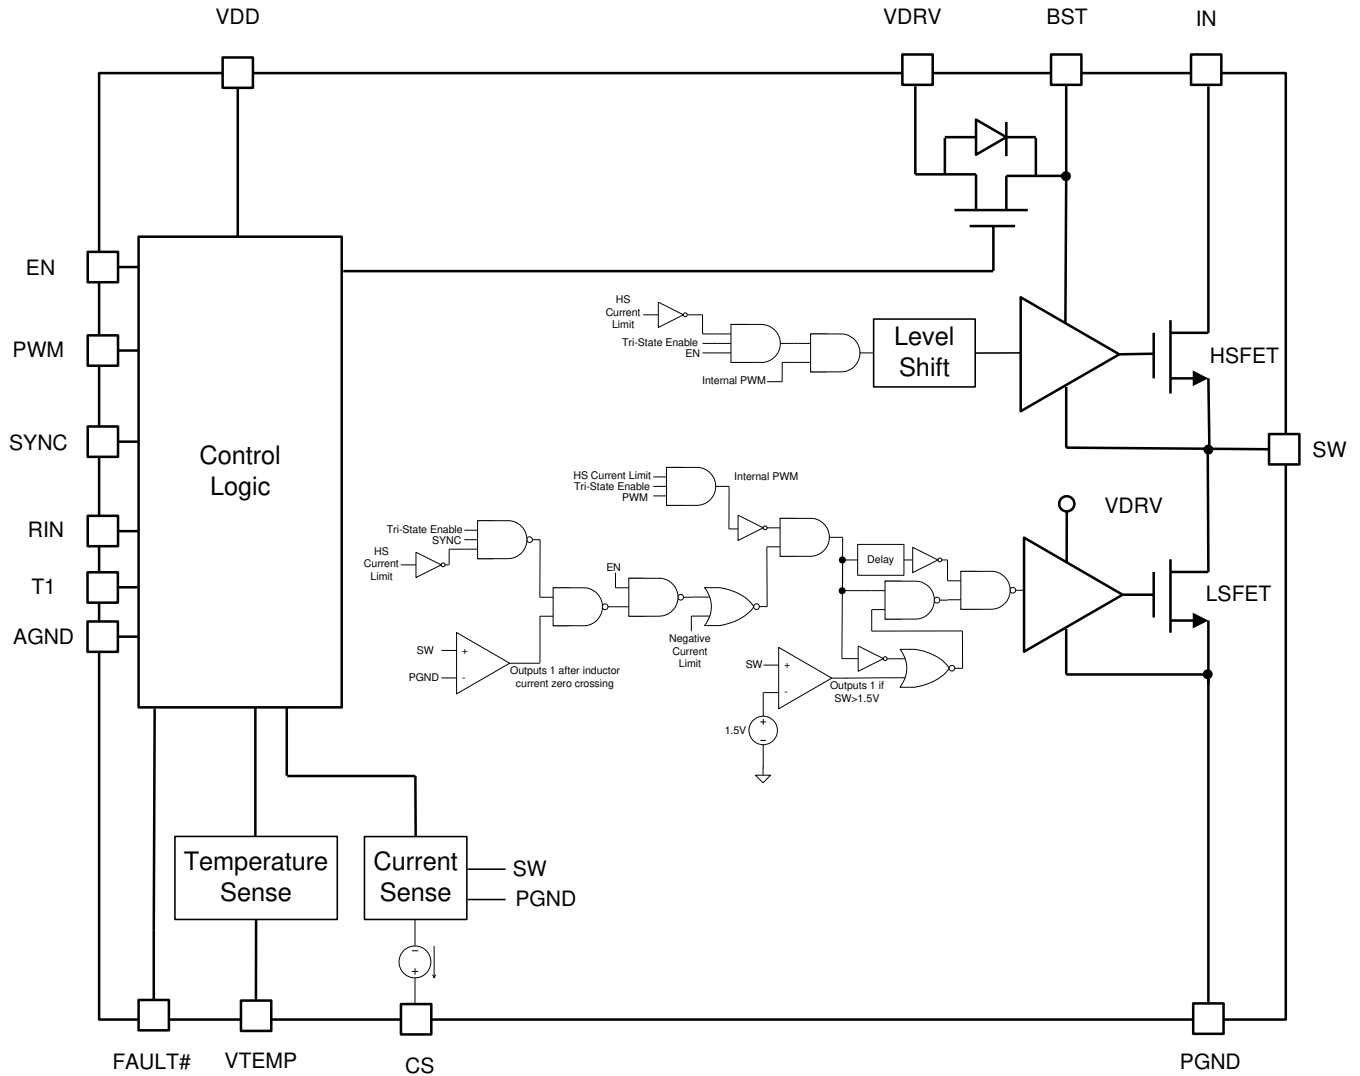 VDD
VDRV
BST
IN
EN
PWM
SYNC
RIN
T1
AGND
Control
Logic
HS
Current
Limit
Tri-State Enable
EN
Internal PWM
Level
Shift
HSFET
SW
HS Current Limit
Tri-State Enable
PWM
Internal PWM
VDRV
Tri-State Enable
SYNC
HS
Current
Limit
EN
Delay
LSFET
SW
+
PGND
-
Outputs 1 after inductor
current zero crossing
Negative
Current
Limit
SW
+
-
Outputs 1 if
SW>1.5V
1.5V
+
−
Temperature
Sense
Current
Sense
SW
PGND
−
+
FAULT#
VTEMP
CS
PGND